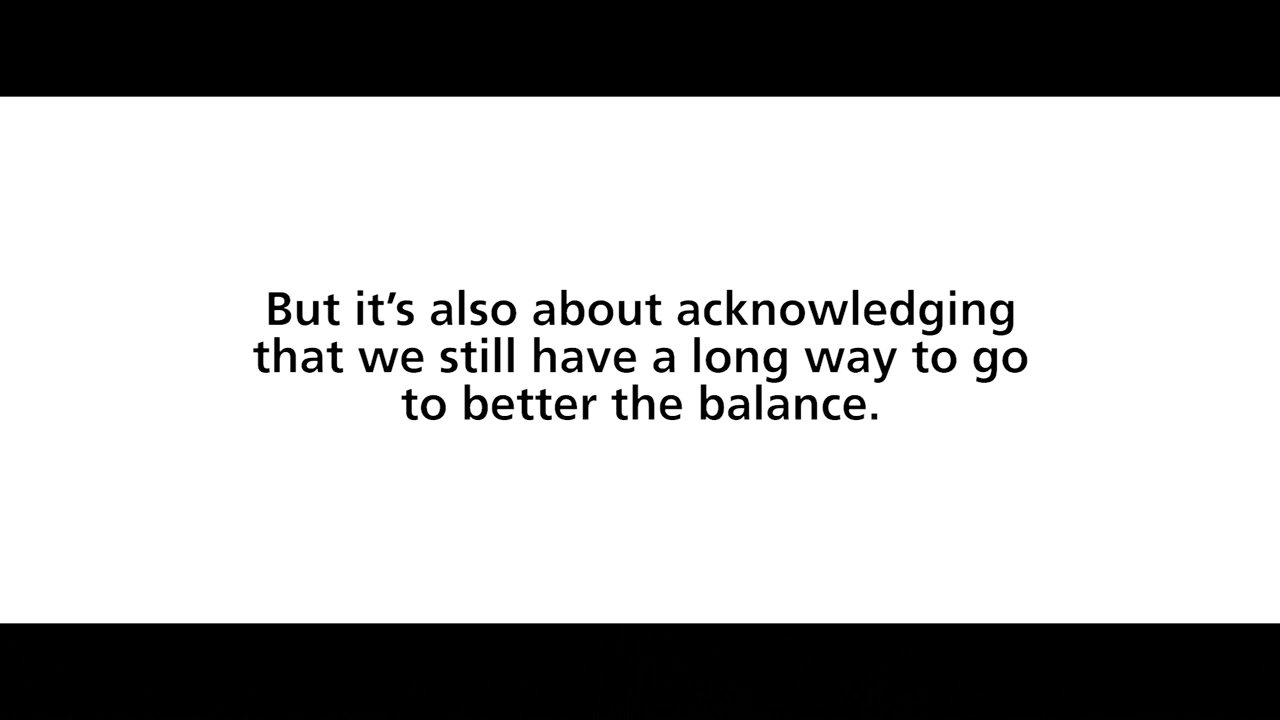 But it’s also about acknowledging
that we still have a long way to go
to better the balance.